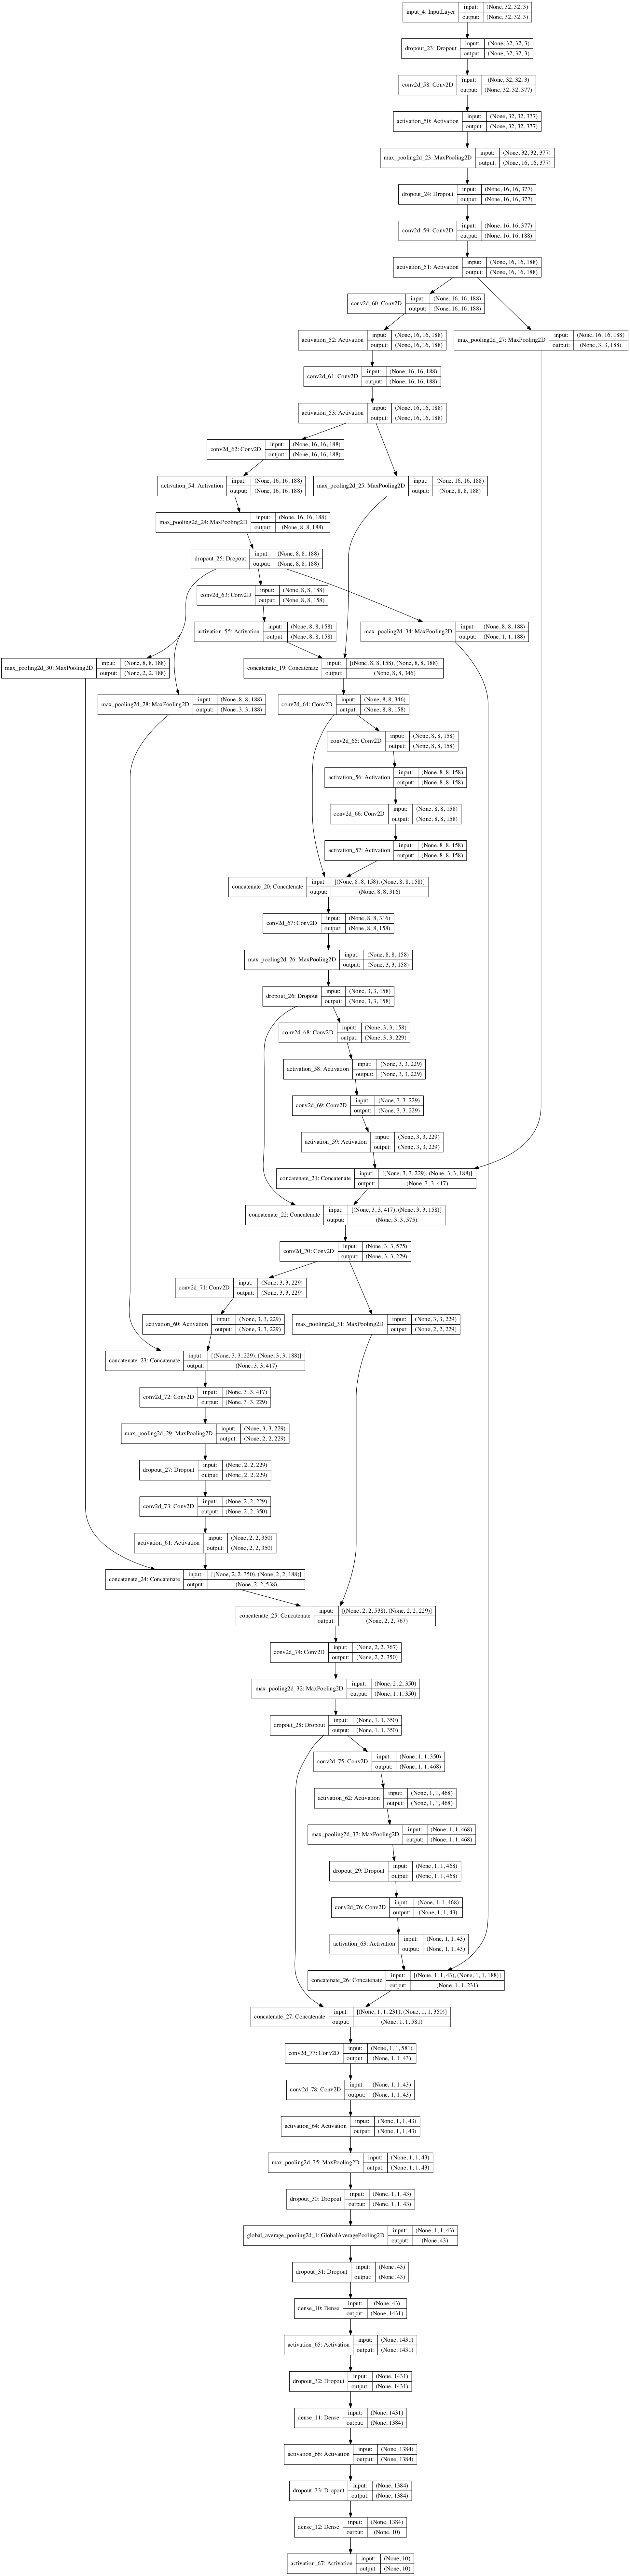 input_4: InputLayer input: (None, 32, 32, 3)
output: (None, 32, 32, 3)
dropout_23: Dropout input: (None, 32, 32, 3)
output: (None, 32, 32, 3)
conv2d_58: Conv2D input: (None, 32, 32, 3)
output: (None, 32, 32, 377)
activation_50: Activation input: (None, 32, 32, 377)
output: (None, 32, 32, 377)
max_pooling2d_23: MaxPooling2D input: (None, 32, 32, 377)
output: (None, 16, 16, 377)
dropout_24: Dropout input: (None, 16, 16, 377)
output: (None, 16, 16, 377)
conv2d_59: Conv2D input: (None, 16, 16, 377)
output: (None, 16, 16, 188)
activation_51: Activation input: (None, 16, 16, 188)
output: (None, 16, 16, 188)
conv2d_60: Conv2D input: (None, 16, 16, 188)
output: (None, 16, 16, 188)
activation_52: Activation input: (None, 16, 16, 188)
output: (None, 16, 16, 188)
max_pooling2d_27: MaxPooling2D input: (None, 16, 16, 188)
output: (None, 3, 3, 188)
conv2d_61: Conv2D input: (None, 16, 16, 188)
output: (None, 16, 16, 188)
activation_53: Activation input: (None, 16, 16, 188)
output: (None, 16, 16, 188)
conv2d_62: Conv2D input: (None, 16, 16, 188)
output: (None, 16, 16, 188)
activation_54: Activation input: (None, 16, 16, 188)
output: (None, 16, 16, 188)
max_pooling2d_25: MaxPooling2D input: (None, 16, 16, 188)
output: (None, 8, 8, 188)
max_pooling2d_24: MaxPooling2D input: (None, 16, 16, 188)
output: (None, 8, 8, 188)
dropout_25: Dropout input: (None, 8, 8, 188)
output: (None, 8, 8, 188)
conv2d_63: Conv2D input: (None, 8, 8, 188)
output: (None, 8, 8, 158)
activation_55: Activation input: (None, 8, 8, 158)
output: (None, 8, 8, 158)
max_pooling2d_34: MaxPooling2D input: (None, 8, 8, 188)
output: (None, 1, 1, 188)
max_pooling2d_30: MaxPooling2D input: (None, 8, 8, 188)
output: (None, 2, 2, 188)
concatenate_19: Concatenate input: [(None, 8, 8, 158), (None, 8, 8, 188)]
output: (None, 8, 8, 346)
max_pooling2d_28: MaxPooling2D input: (None, 8, 8, 188)
output: (None, 3, 3, 188)
conv2d_64: Conv2D input: (None, 8, 8, 346)
output: (None, 8, 8, 158)
conv2d_65: Conv2D input: (None, 8, 8, 158)
output: (None, 8, 8, 158)
activation_56: Activation input: (None, 8, 8, 158)
output: (None, 8, 8, 158)
conv2d_66: Conv2D input: (None, 8, 8, 158)
output: (None, 8, 8, 158)
activation_57: Activation input: (None, 8, 8, 158)
output: (None, 8, 8, 158)
concatenate_20: Concatenate input: [(None, 8, 8, 158), (None, 8, 8, 158)]
output: (None, 8, 8, 316)
conv2d_67: Conv2D input: (None, 8, 8, 316)
output: (None, 8, 8, 158)
max_pooling2d_26: MaxPooling2D input: (None, 8, 8, 158)
output: (None, 3, 3, 158)
dropout_26: Dropout input: (None, 3, 3, 158)
output: (None, 3, 3, 158)
conv2d_68: Conv2D input: (None, 3, 3, 158)
output: (None, 3, 3, 229)
activation_58: Activation input: (None, 3, 3, 229)
output: (None, 3, 3, 229)
conv2d_69: Conv2D input: (None, 3, 3, 229)
output: (None, 3, 3, 229)
activation_59: Activation input: (None, 3, 3, 229)
output: (None, 3, 3, 229)
concatenate_21: Concatenate input: [(None, 3, 3, 229), (None, 3, 3, 188)]
output: (None, 3, 3, 417)
concatenate_22: Concatenate input: [(None, 3, 3, 417), (None, 3, 3, 158)]
output: (None, 3, 3, 575)
conv2d_70: Conv2D input: (None, 3, 3, 575)
output: (None, 3, 3, 229)
conv2d_71: Conv2D input: (None, 3, 3, 229)
output: (None, 3, 3, 229)
activation_60: Activation input: (None, 3, 3, 229)
output: (None, 3, 3, 229)
max_pooling2d_31: MaxPooling2D input: (None, 3, 3, 229)
output: (None, 2, 2, 229)
concatenate_23: Concatenate input: [(None, 3, 3, 229), (None, 3, 3, 188)]
output: (None, 3, 3, 417)
conv2d_72: Conv2D input: (None, 3, 3, 417)
output: (None, 3, 3, 229)
max_pooling2d_29: MaxPooling2D input: (None, 3, 3, 229)
output: (None, 2, 2, 229)
dropout_27: Dropout input: (None, 2, 2, 229)
output: (None, 2, 2, 229)
conv2d_73: Conv2D input: (None, 2, 2, 229)
output: (None, 2, 2, 350)
activation_61: Activation input: (None, 2, 2, 350)
output: (None, 2, 2, 350)
concatenate_24: Concatenate input: [(None, 2, 2, 350), (None, 2, 2, 188)]
output: (None, 2, 2, 538)
concatenate_25: Concatenate input: [(None, 2, 2, 538), (None, 2, 2, 229)]
output: (None, 2, 2, 767)
conv2d_74: Conv2D input: (None, 2, 2, 767)
output: (None, 2, 2, 350)
max_pooling2d_32: MaxPooling2D input: (None, 2, 2, 350)
output: (None, 1, 1, 350)
dropout_28: Dropout input: (None, 1, 1, 350)
output: (None, 1, 1, 350)
conv2d_75: Conv2D input: (None, 1, 1, 350)
output: (None, 1, 1, 468)
activation_62: Activation input: (None, 1, 1, 468)
output: (None, 1, 1, 468)
max_pooling2d_33: MaxPooling2D input: (None, 1, 1, 468)
output: (None, 1, 1, 468)
dropout_29: Dropout input: (None, 1, 1, 468)
output: (None, 1, 1, 468)
conv2d_76: Conv2D input: (None, 1, 1, 468)
output: (None, 1, 1, 43)
activation_63: Activation input: (None, 1, 1, 43)
output: (None, 1, 1, 43)
concatenate_26: Concatenate input: [(None, 1, 1, 43), (None, 1, 1, 188)]
output: (None, 1, 1, 231)
concatenate_27: Concatenate input: [(None, 1, 1, 231), (None, 1, 1, 350)]
output: (None, 1, 1, 581)
conv2d_77: Conv2D input: (None, 1, 1, 581)
output: (None, 1, 1, 43)
conv2d_78: Conv2D input: (None, 1, 1, 43)
output: (None, 1, 1, 43)
activation_64: Activation input: (None, 1, 1, 43)
output: (None, 1, 1, 43)
max_pooling2d_35: MaxPooling2D input: (None, 1, 1, 43)
output: (None, 1, 1, 43)
dropout_30: Dropout input: (None, 1, 1, 43)
output: (None, 1, 1, 43)
global_average_pooling2d_1: GlobalAveragePooling2D input: (None, 1, 1, 43)
output: (None, 43)
dropout_31: Dropout input: (None, 43)
output: (None, 43)
dense_10: Dense input: (None, 43)
output: (None, 1431)
activation_65: Activation input: (None, 1431)
output: (None, 1431)
dropout_32: Dropout input: (None, 1431)
output: (None, 1431)
dense_11: Dense input: (None, 1431)
output: (None, 1384)
activation_66: Activation input: (None, 1384)
output: (None, 1384)
dropout_33: Dropout input: (None, 1384)
output: (None, 1384)
dense_12: Dense input: (None, 1384)
output: (None, 10)
activation_67: Activation input: (None, 10)
output: (None, 10)